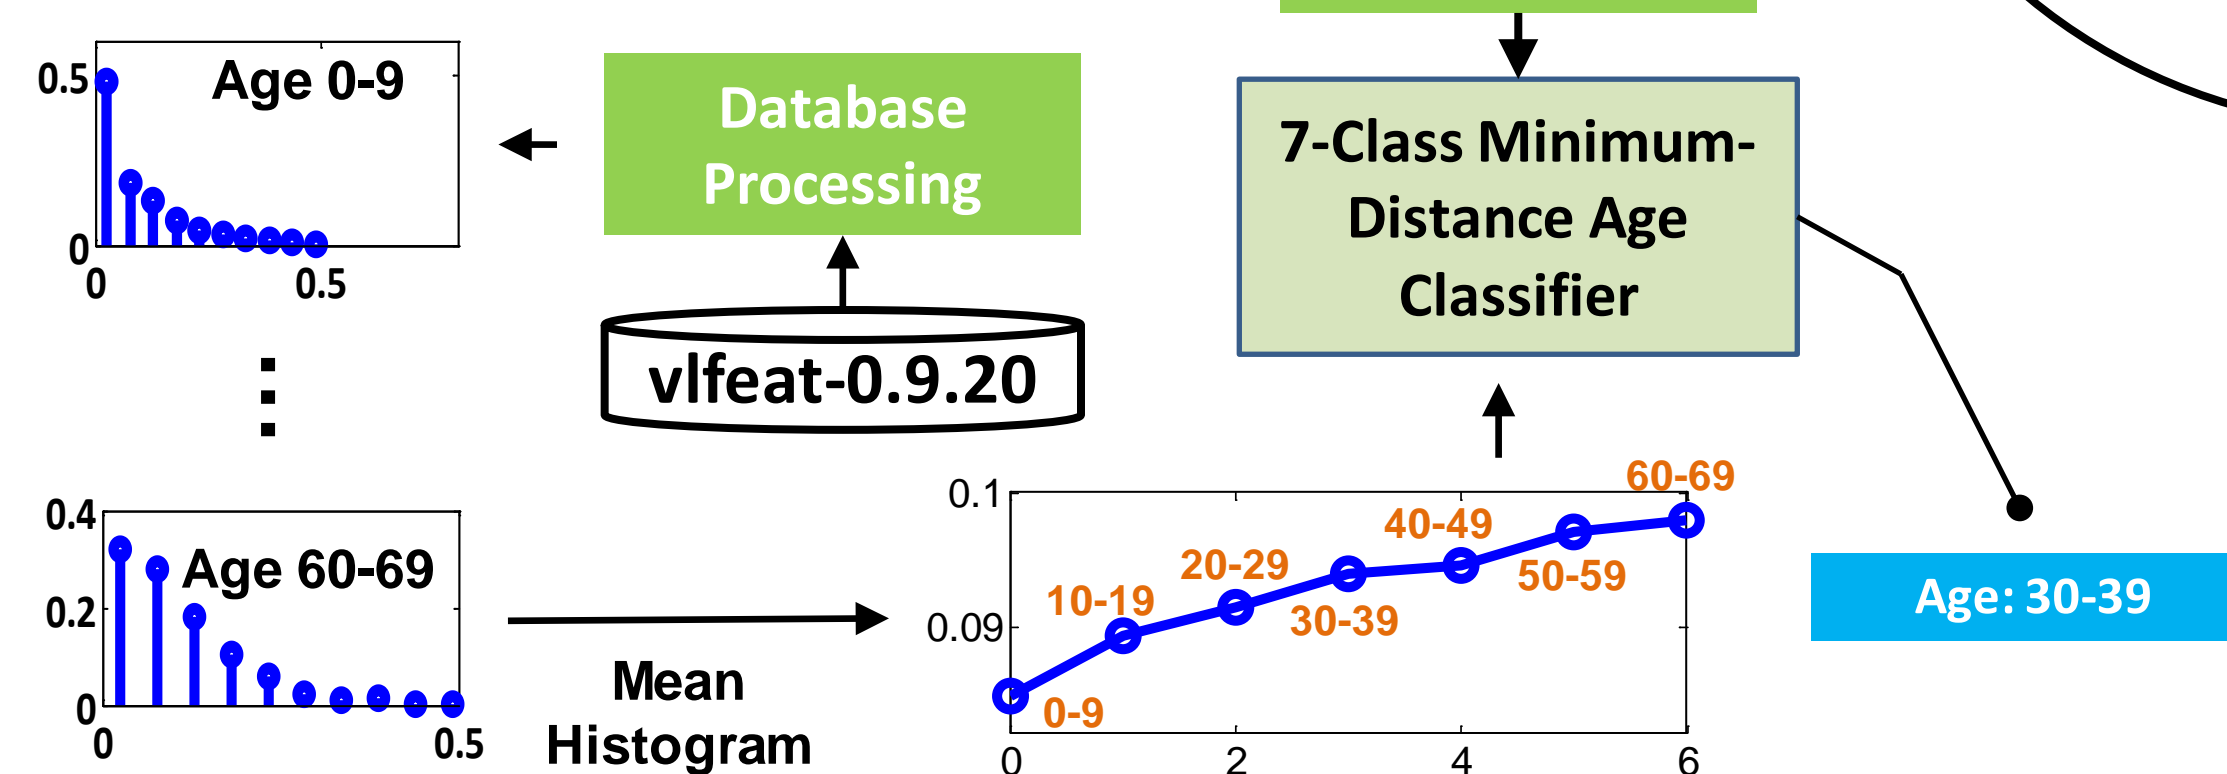 0.5
Age 0-9
0
0
0.5
Database
Processing
vlfeat-0.9.20
7-Class Minimum-
Distance Age
Classifier
0.4
Age 60-69
0.2
0
0
0.5
Mean
Histogram
0.1
0.09
0-9
10-19
20-29
30-39
40-49
50-59
60-69
0
2
4
6
Age: 30-39